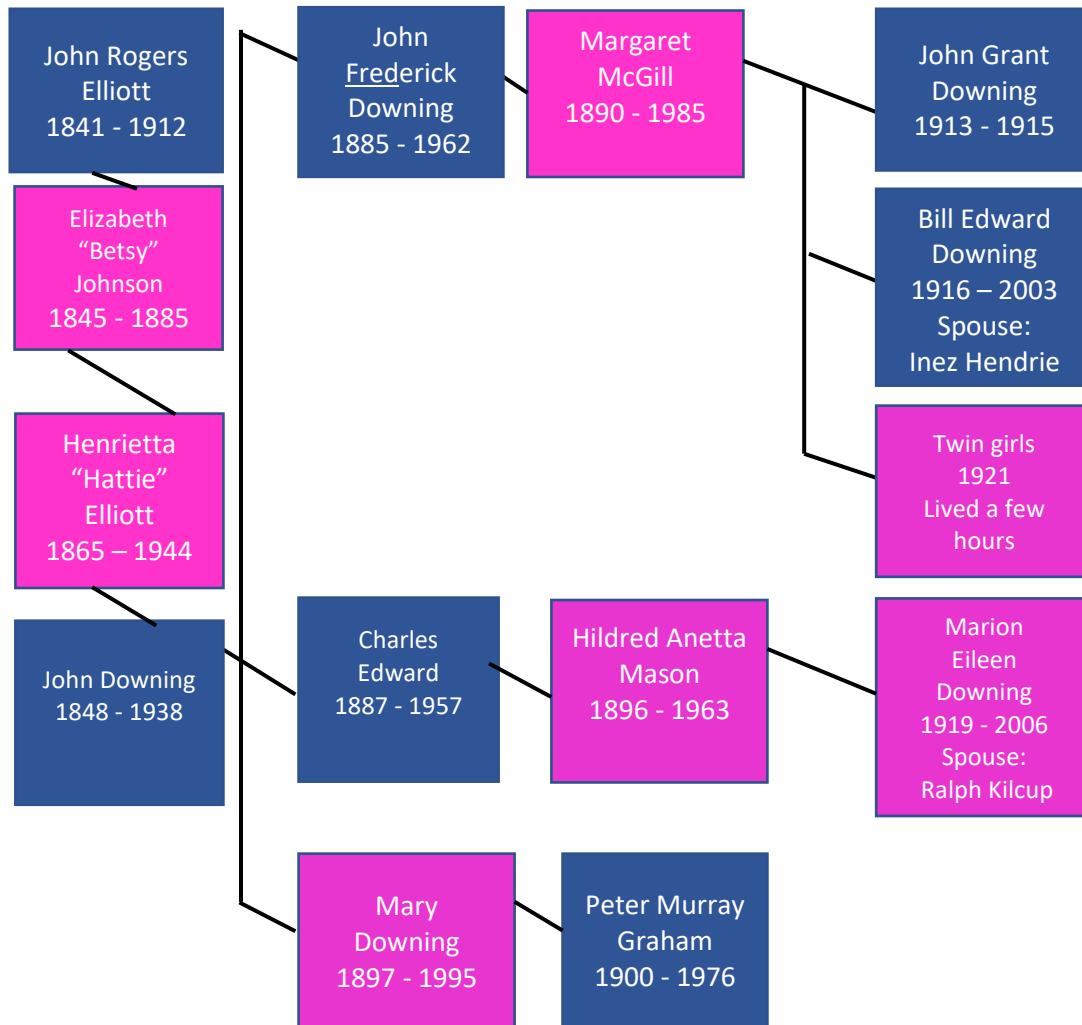 John Rogers
Elliott
1841 - 1912
Elizabeth
“Betsy”
Johnson
1845 - 1885
Henrietta
“Hattie”
Elliott
1865 – 1944
John Downing
1848 - 1938
John
Frederick
Downing
1885 - 1962
Margaret
McGill
1890 - 1985
John Grant
Downing
1913 - 1915
Bill Edward
Downing
1916 – 2003
Spouse:
Inez Hendrie
Twin girls
1921
Lived a few
hours
Charles
Edward
1887 - 1957
Hildred Anetta
Mason
1896 - 1963
Marion
Eileen
Downing
1919 - 2006
Spouse:
Ralph Kilcup
Mary
Downing
1897 - 1995
Peter Murray
Graham
1900 - 1976